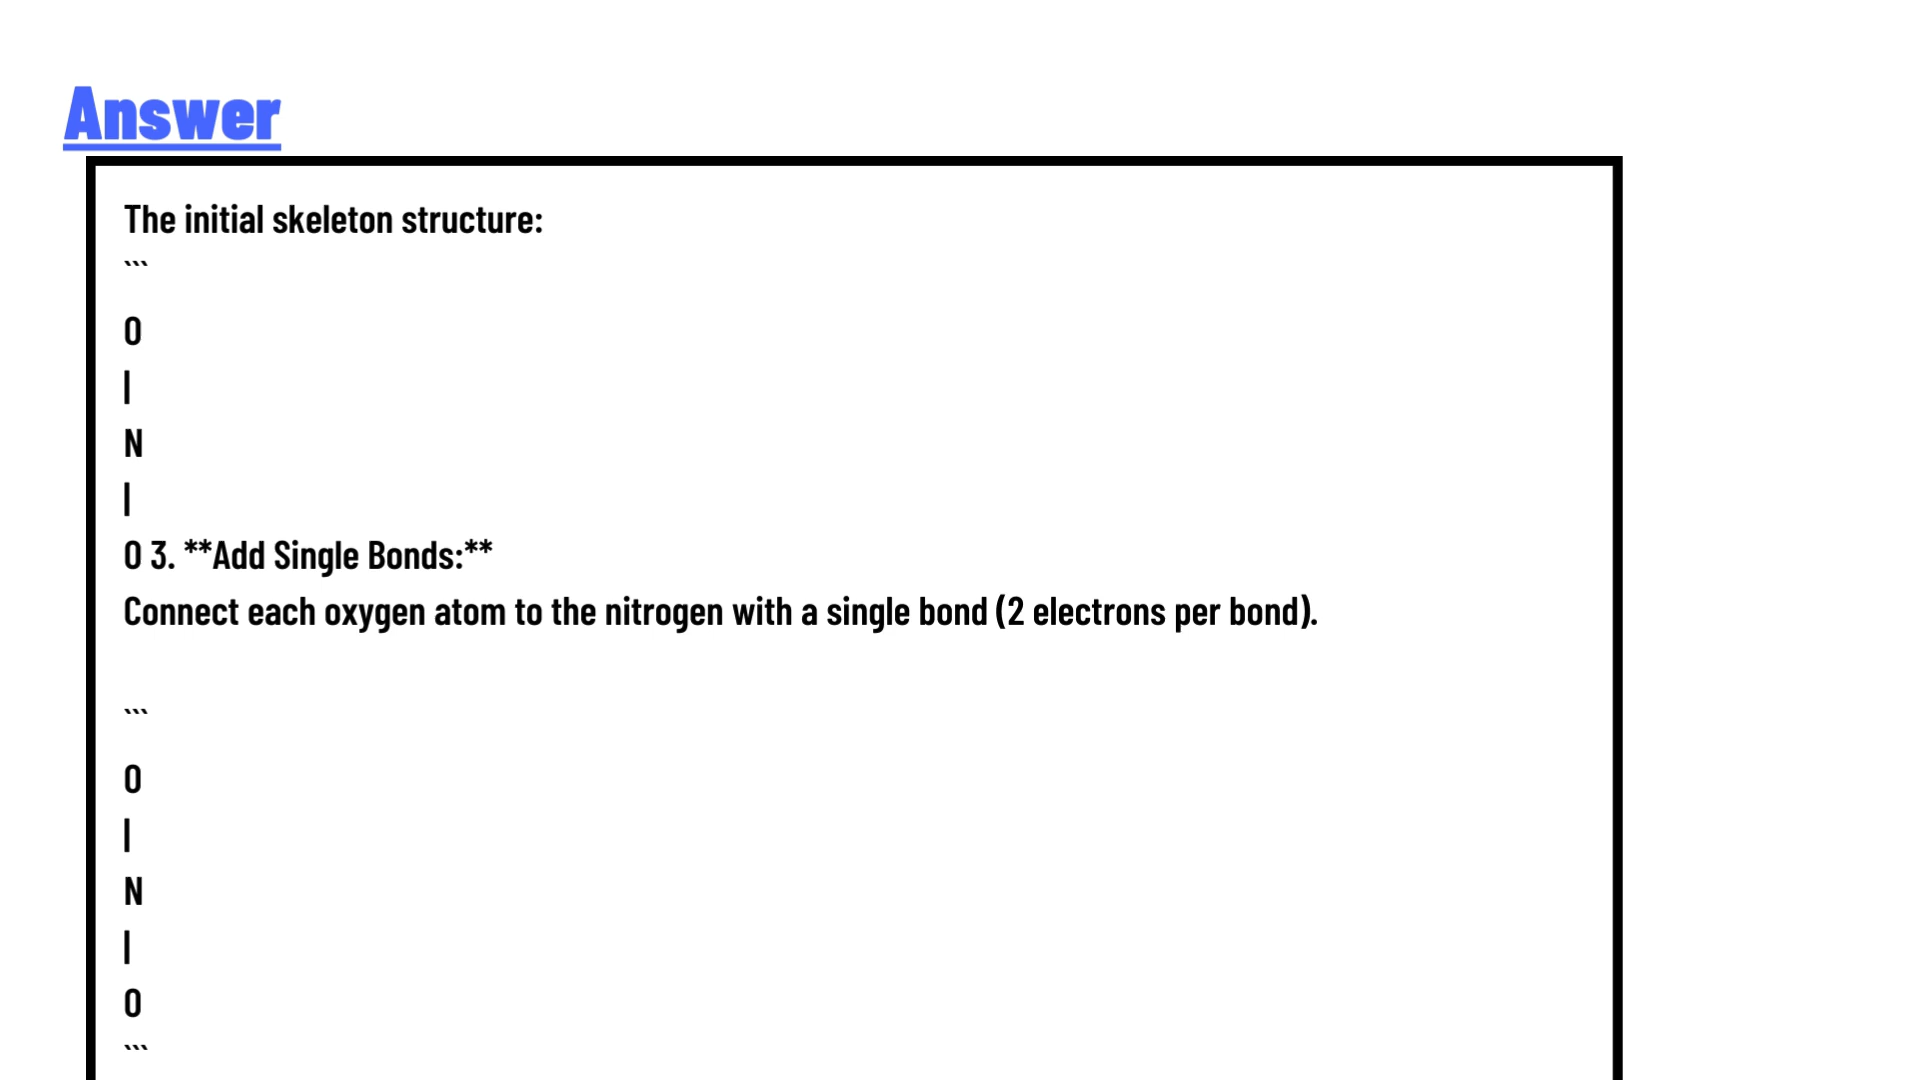 Answer
The initial skeleton structure:
```
O
|
N
|
O 3. **Add Single Bonds:**
Connect each oxygen atom to the nitrogen with a single bond (2 electrons per bond).
```
O
|
N
|
O
```